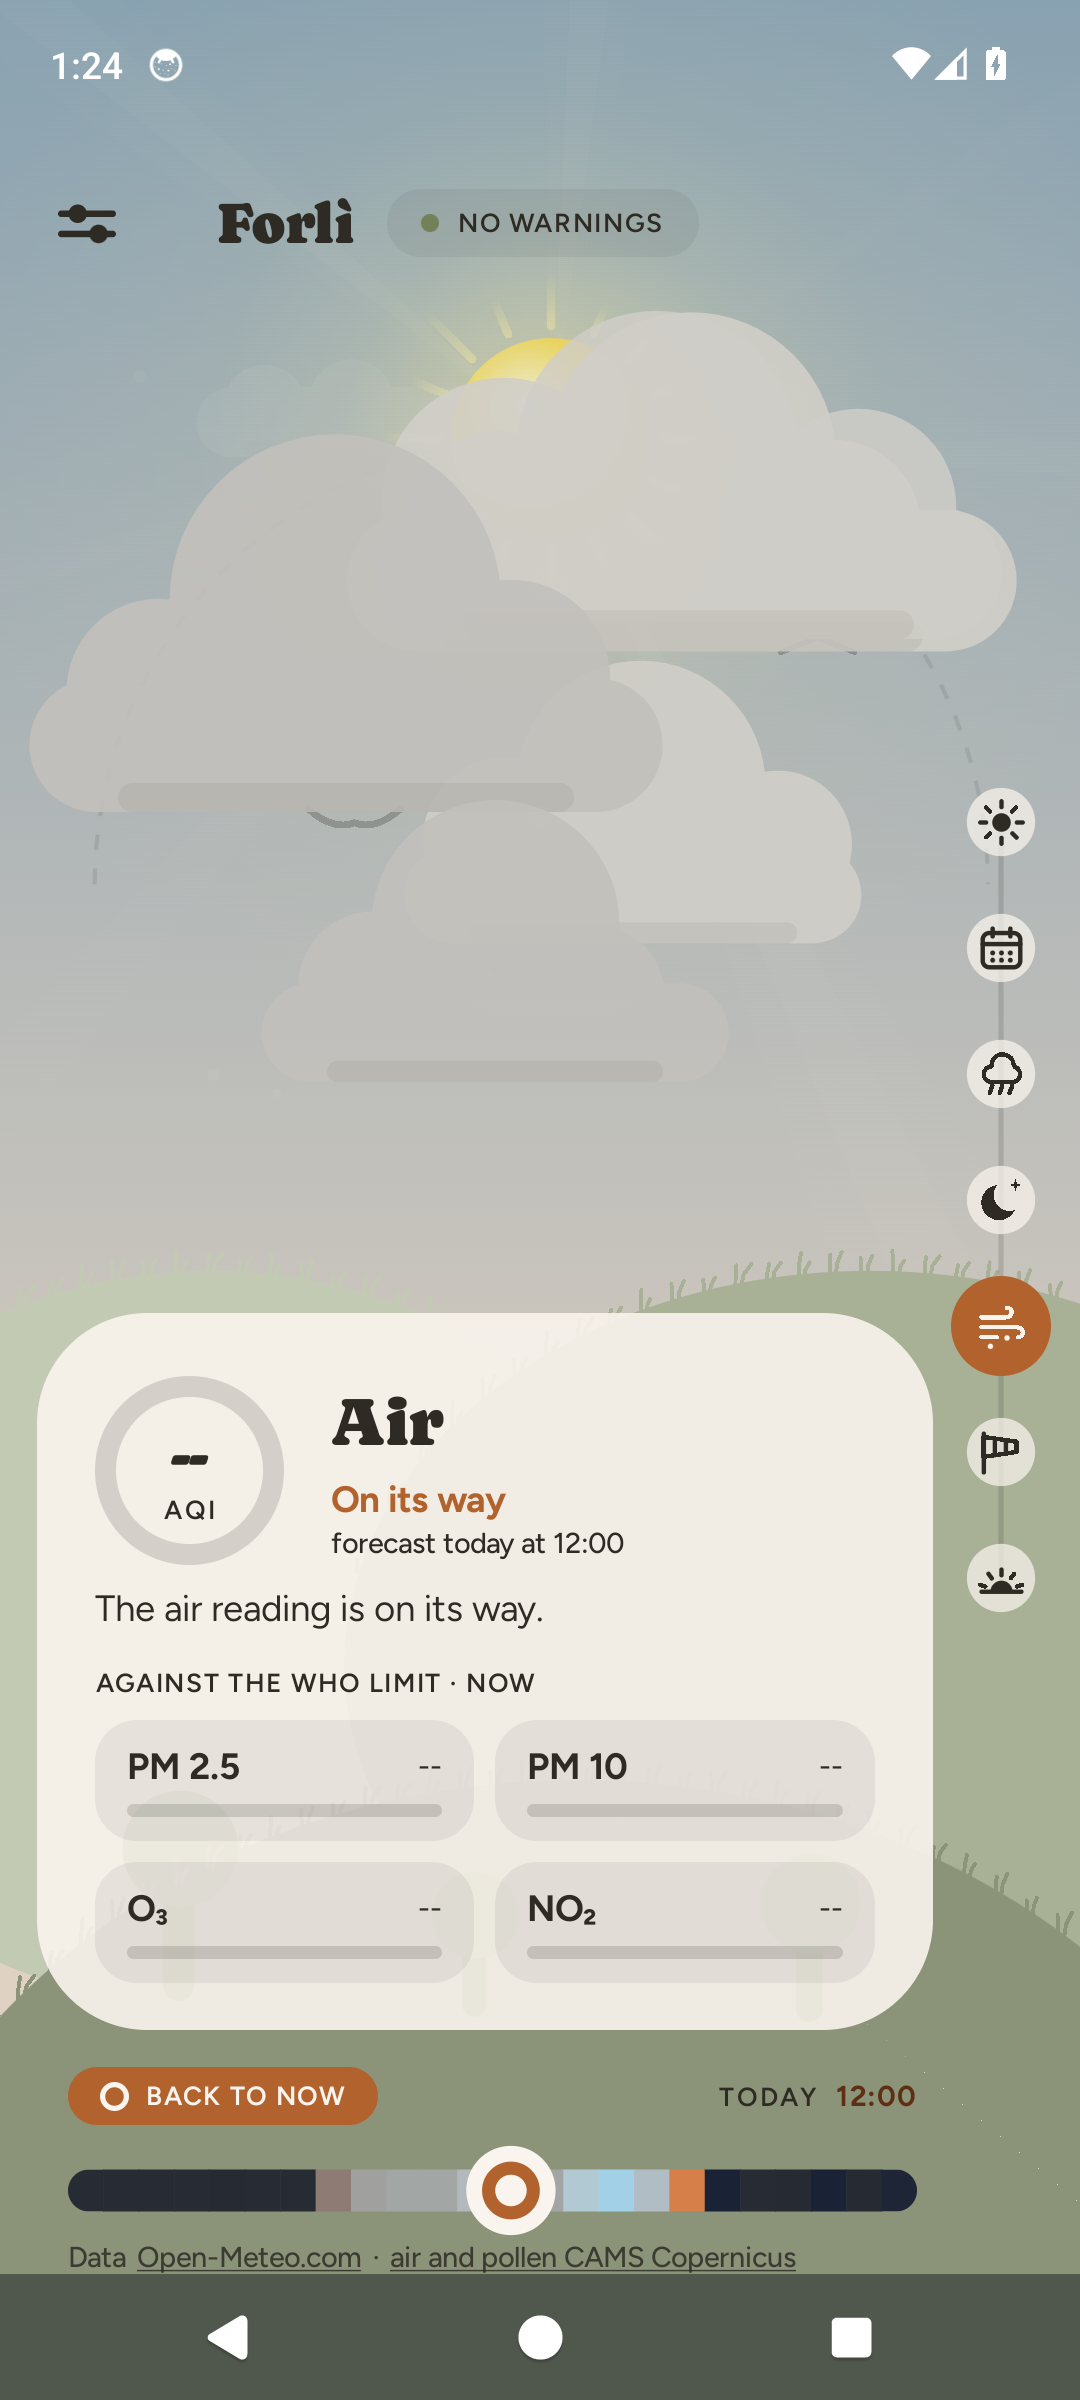 1:24
Forlì
NO WARNINGS
--
AQI
Air
On its way
forecast today at 12:00
The air reading is on its way.
AGAINST THE WHO LIMIT · NOW
PM 2.5 --
PM 10 --
O₃ --
NO₂ --
BACK TO NOW
TODAY 12:00
Data Open-Meteo.com · air and pollen CAMS Copernicus